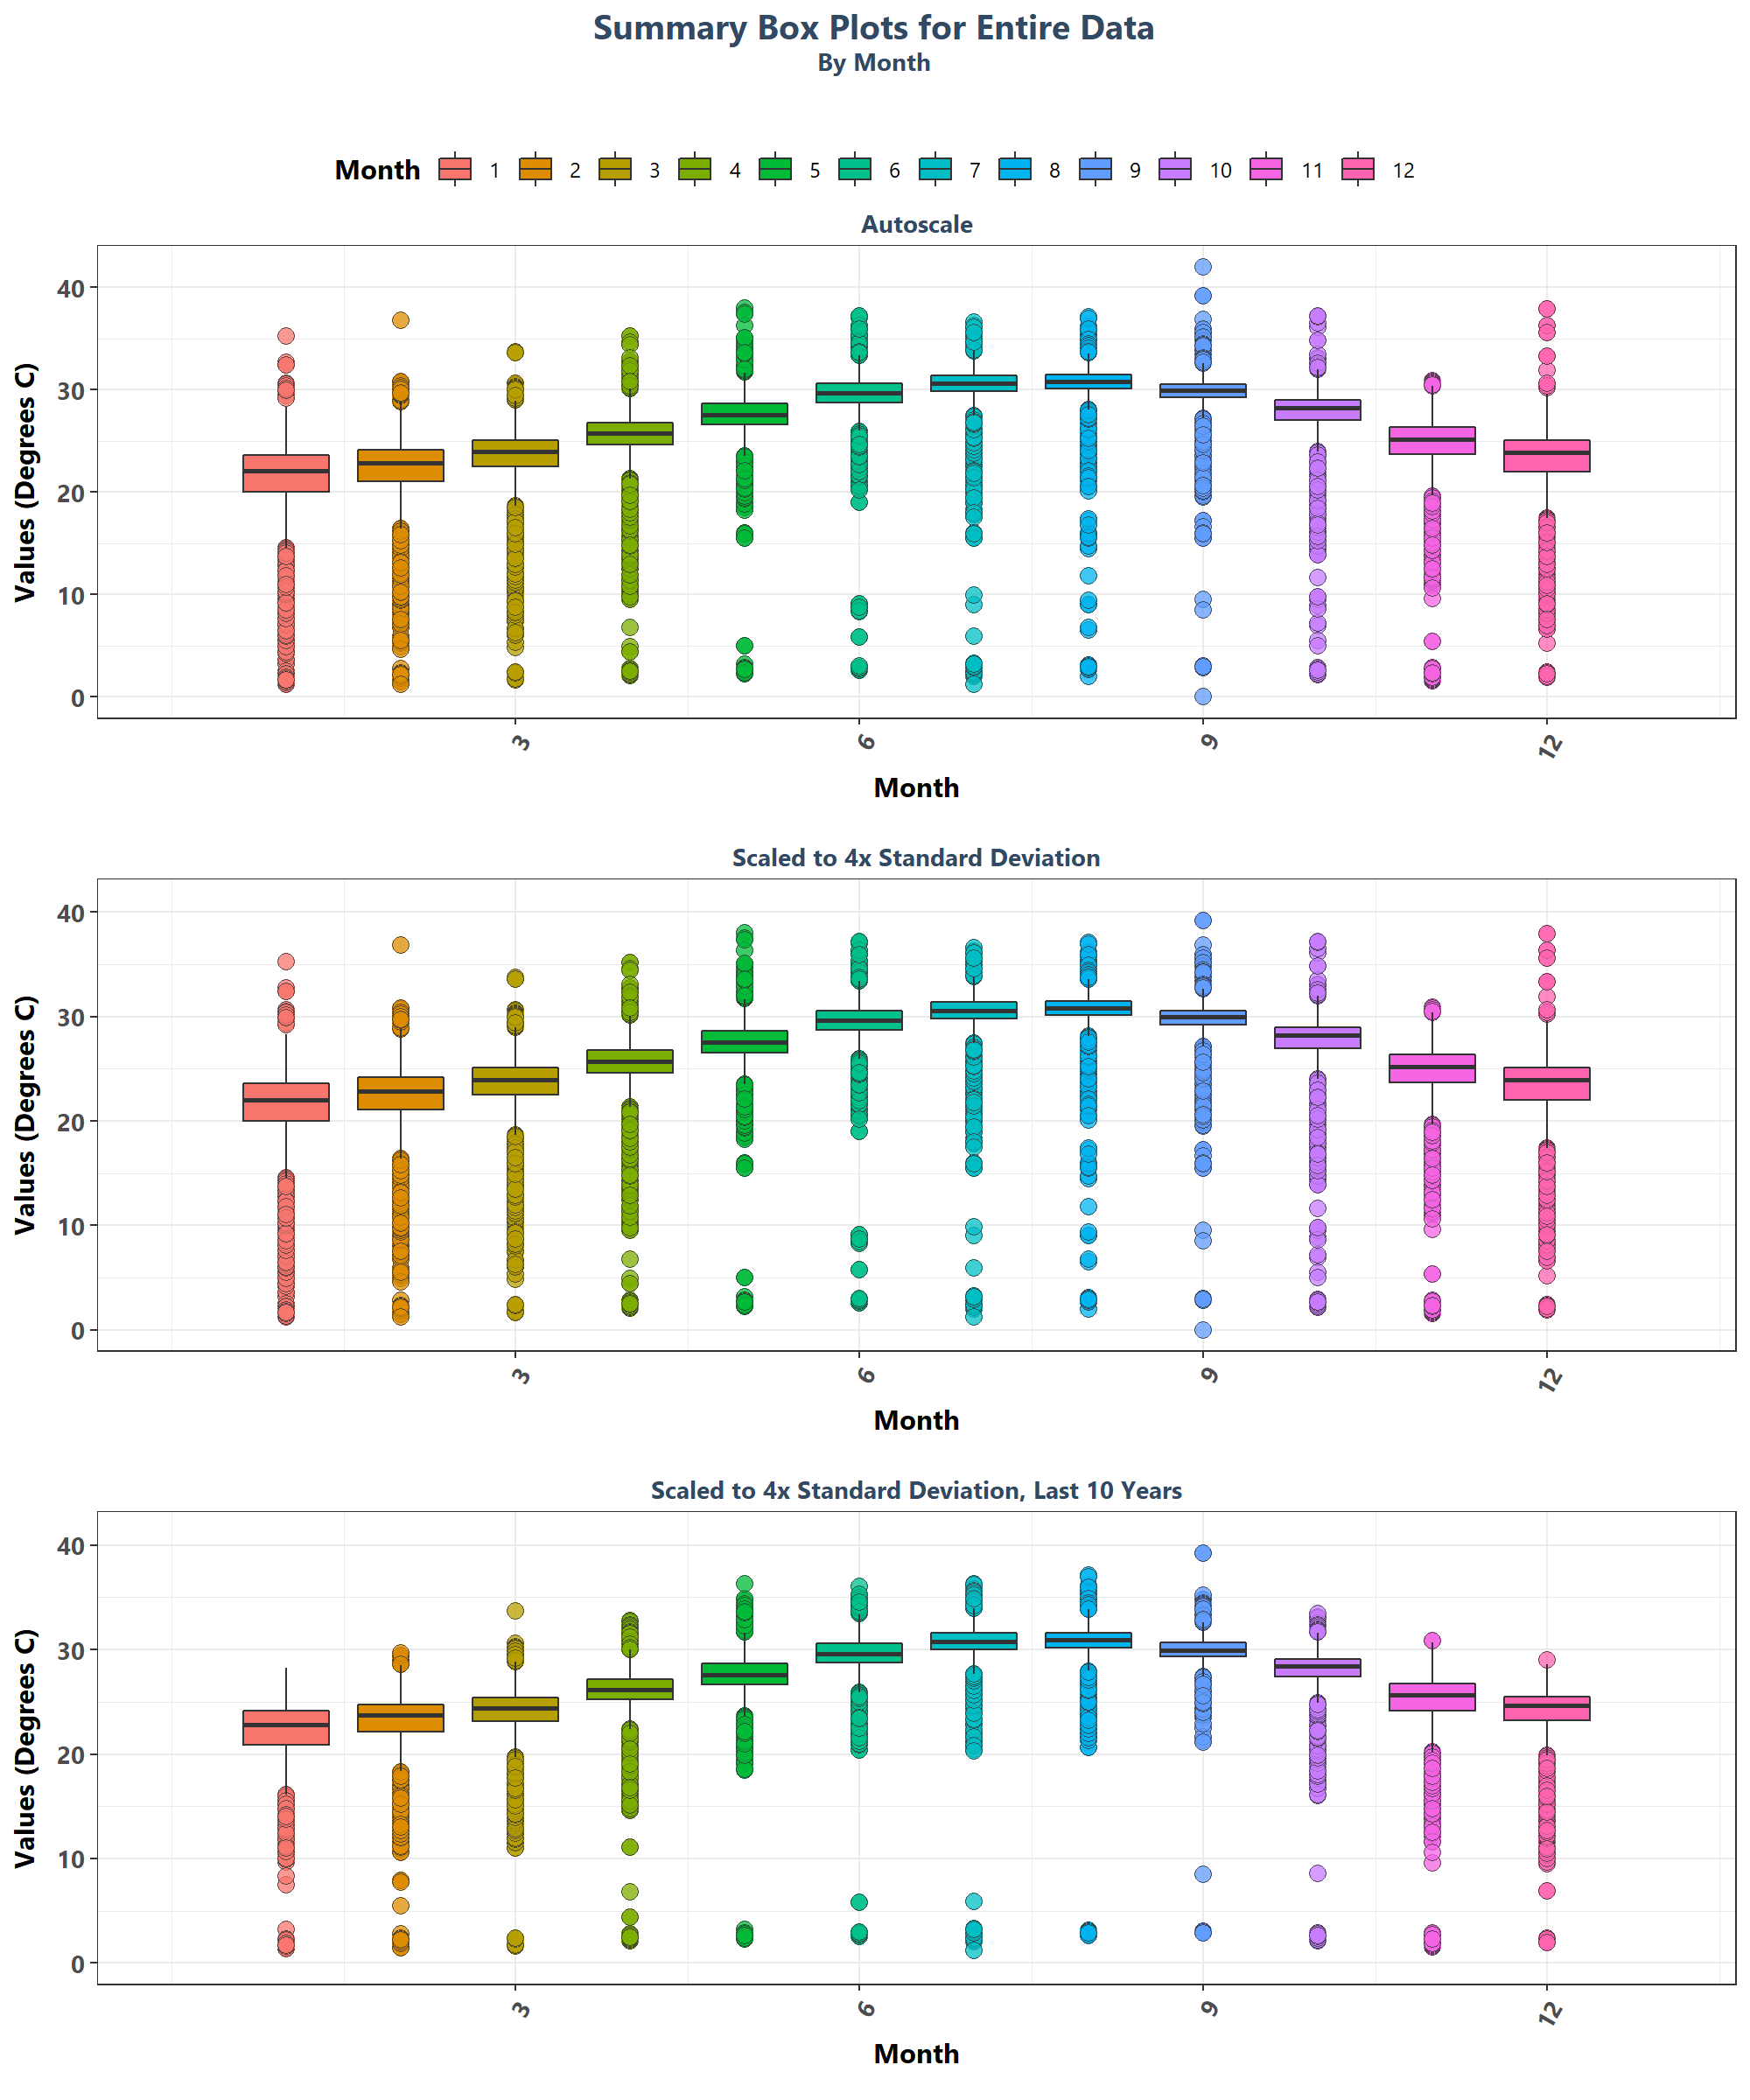 Summary Box Plots for Entire Data
By Month
Month 1 2 3 4 5 6 7 8 9 10 11 12
Autoscale
Values (Degrees C)
40
30
20
10
0
3 6 9 12
Month
Scaled to 4x Standard Deviation
Values (Degrees C)
40
30
20
10
0
3 6 9 12
Month
Scaled to 4x Standard Deviation, Last 10 Years
Values (Degrees C)
40
30
20
10
0
3 6 9 12
Month